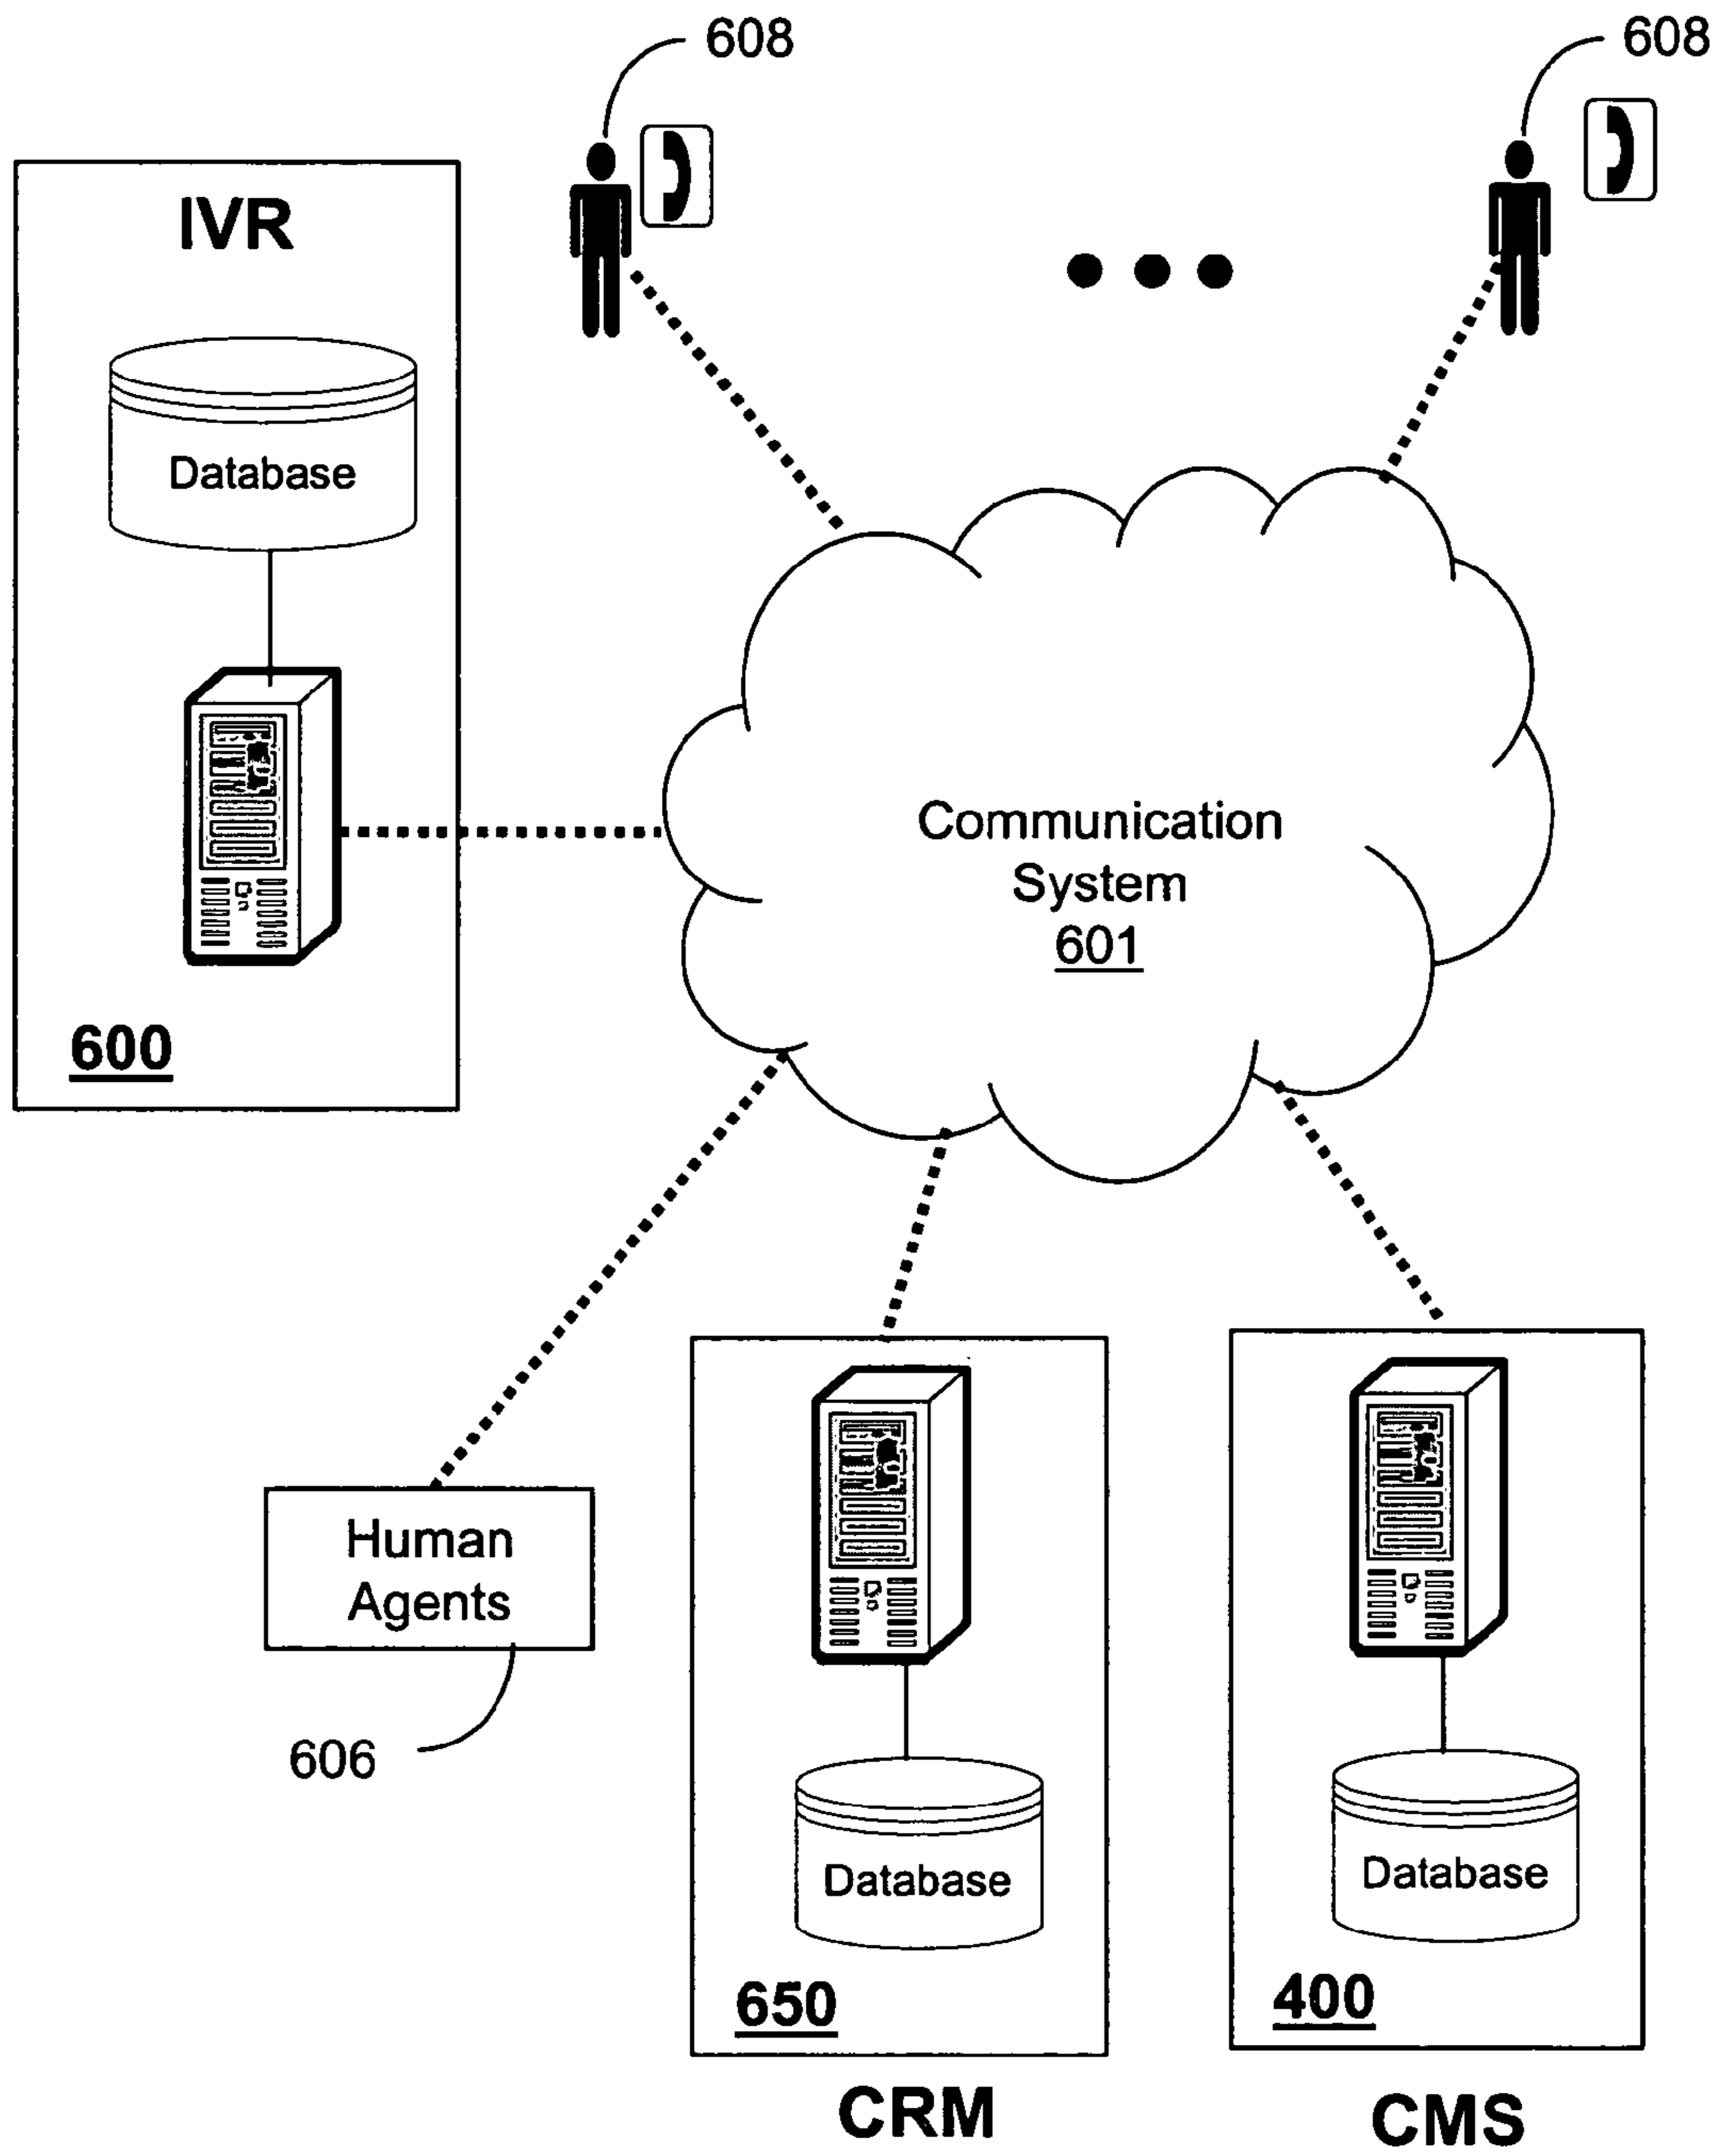 608
608
IVR
Database
600
Communication
System
601
Human
Agents
606
Database
650
CRM
Database
400
CMS